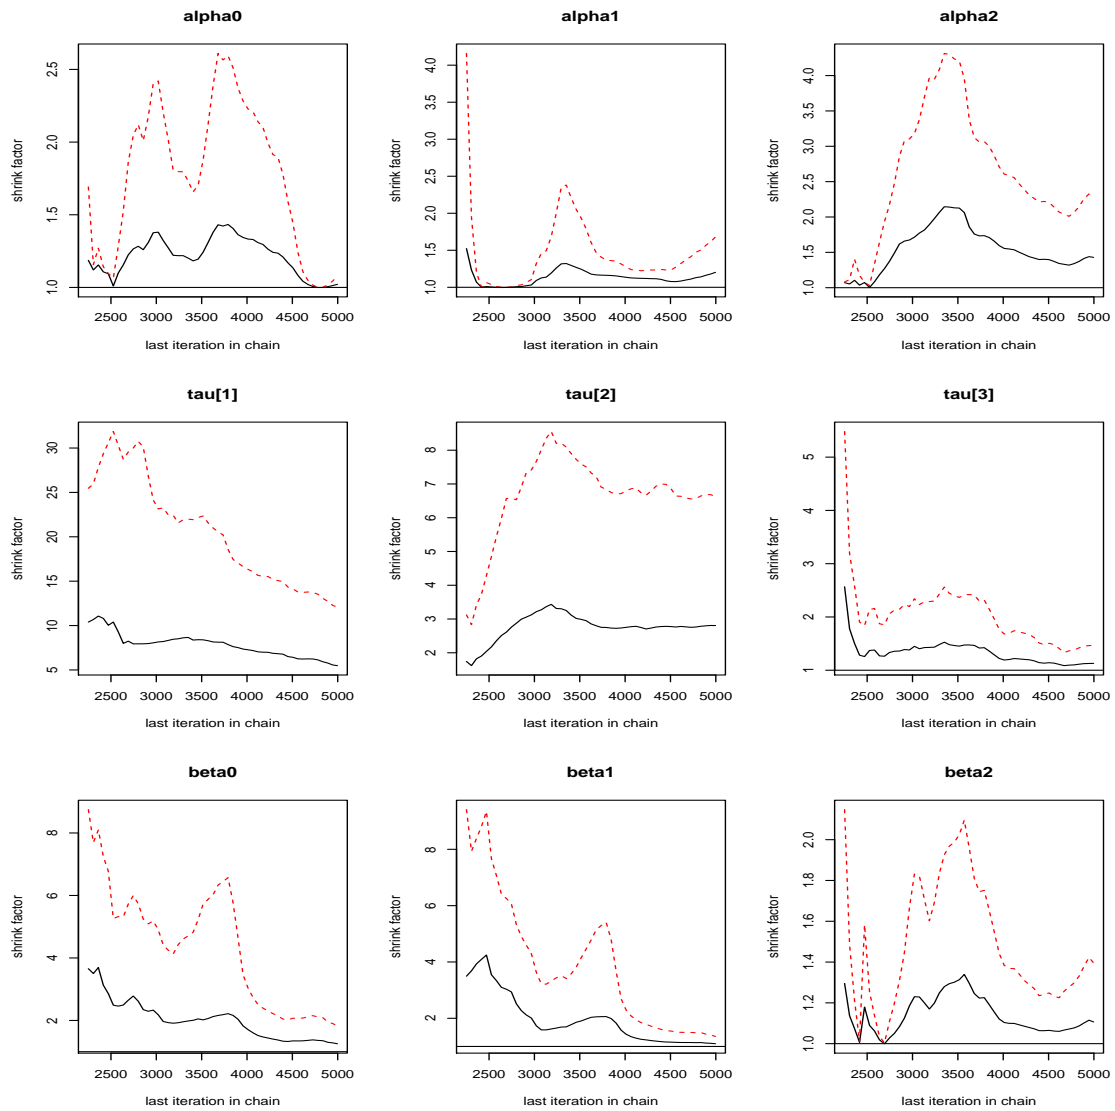 alpha0
shrink factor
1.0 1.5 2.0 2.5
2500 3000 3500 4000 4500 5000
last iteration in chain
alpha1
shrink factor
1.0 1.5 2.0 2.5 3.0 3.5 4.0
2500 3000 3500 4000 4500 5000
last iteration in chain
alpha2
shrink factor
1.0 1.5 2.0 2.5 3.0 3.5 4.0
2500 3000 3500 4000 4500 5000
last iteration in chain
tau[1]
shrink factor
5 10 15 20 25 30
2500 3000 3500 4000 4500 5000
last iteration in chain
tau[2]
shrink factor
2 3 4 5 6 7 8
2500 3000 3500 4000 4500 5000
last iteration in chain
tau[3]
shrink factor
1 2 3 4 5
2500 3000 3500 4000 4500 5000
last iteration in chain
beta0
shrink factor
2 4 6 8
2500 3000 3500 4000 4500 5000
last iteration in chain
beta1
shrink factor
2 4 6 8
2500 3000 3500 4000 4500 5000
last iteration in chain
beta2
shrink factor
1.0 1.2 1.4 1.6 1.8 2.0
2500 3000 3500 4000 4500 5000
last iteration in chain